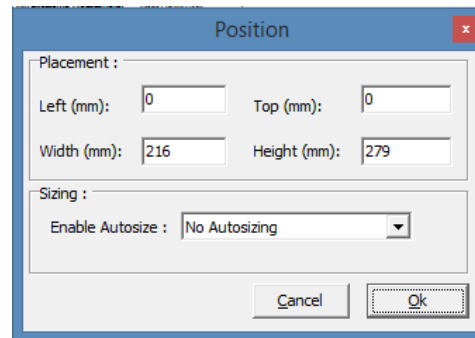 Position
x
Placement :
Left (mm): 0 Top (mm): 0
Width (mm): 216 Height (mm): 279
Sizing :
Enable Autosize : No Autosizing
Cancel Ok